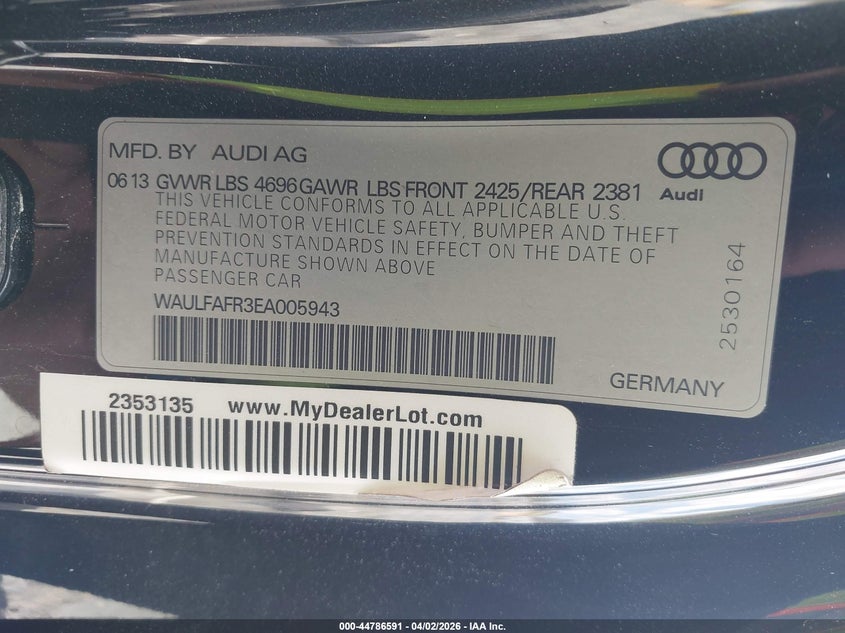 MFD. BY AUDI AG
0613 GVWR LBS 4696 GAWR LBS FRONT 2425/REAR 2381
Audi
THIS VEHICLE CONFORMS TO ALL APPLICABLE U.S.
FEDERAL MOTOR VEHICLE SAFETY, BUMPER AND THEFT
PREVENTION STANDARDS IN EFFECT ON THE DATE OF
MANUFACTURE SHOWN ABOVE
PASSENGER CAR
WAULFAFR3EA005943
2530164
GERMANY
2353135 www.MyDealerLot.com
000-44786591 - 04/02/2026 - IAA Inc.